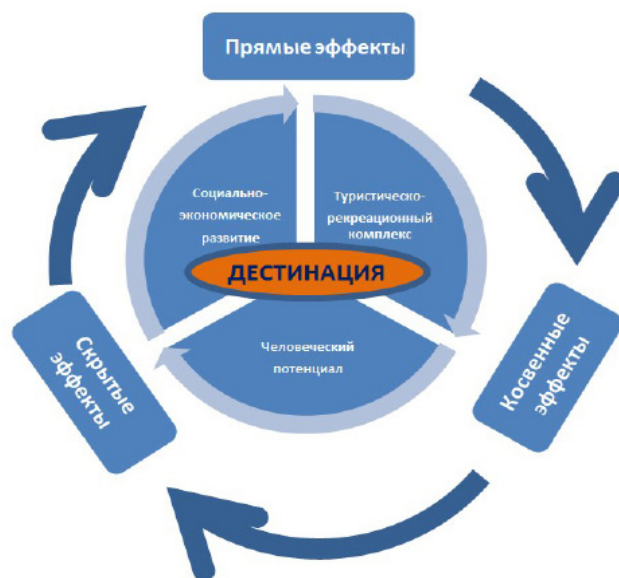 Прямые эффекты
Социально-
экономическое
развитие
Туристическо-
рекреационный
комплекс
ДЕСТИНАЦИЯ
Человеческий
потенциал
Скрытые
эффекты
Косвенные
эффекты